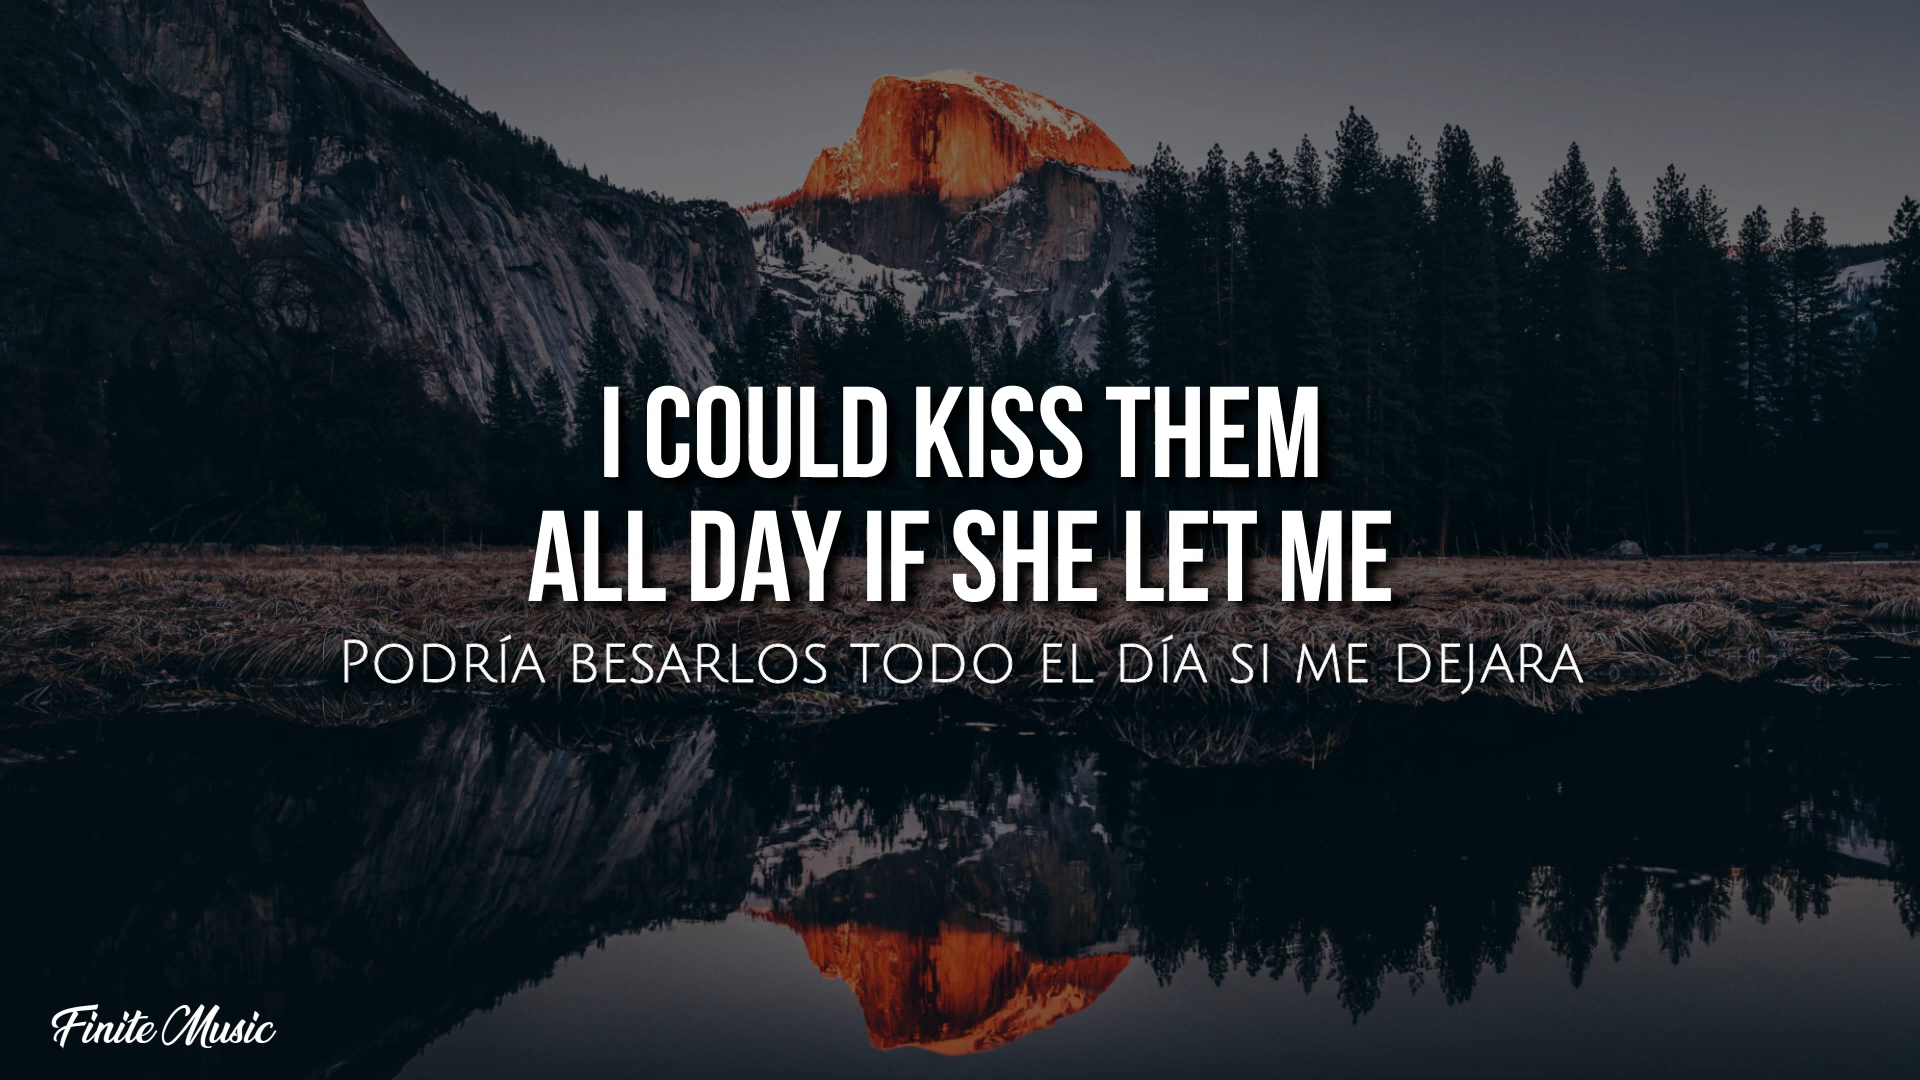 I COULD KISS THEM
ALL DAY IF SHE LET ME
Podría besarlos todo el día si me dejara
Finite Music